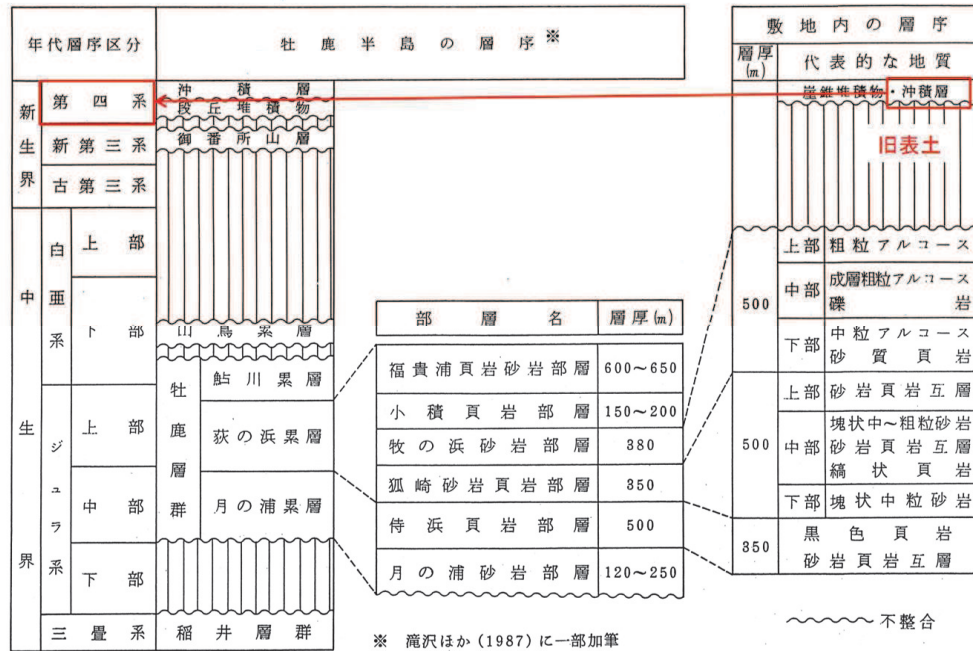 年代層序区分
牡鹿半島の層序※
新生界
第四系
新第三系
古第三系
中生界
白亜系
上部
下部
ジュラ系
上部
中部
下部
三畳系
沖積層
段丘堆積物
御番所山層
山鳥累層
牡鹿層群
鮎川累層
荻の浜累層
月の浦累層
稲井層群
部層名 層厚(m)
福貴浦頁岩砂岩部層 600~650
小積頁岩部層 150~200
牧の浜砂岩部層 380
狐崎砂岩頁岩部層 350
侍浜頁岩部層 500
月の浦砂岩部層 120~250
※ 滝沢ほか(1987)に一部加筆
敷地内の層序
層厚(m) 代表的な地質
崖錐堆積物・沖積層
旧表土
500
上部 粗粒アルコース
中部 成層粗粒アルコース
礫岩
下部 中粒アルコース
砂質頁岩
500
上部 砂岩頁岩互層
中部 塊状中~粗粒砂岩
砂岩頁岩互層
縞状頁岩
下部 塊状中粒砂岩
350
黒色頁岩
砂岩頁岩互層
不整合